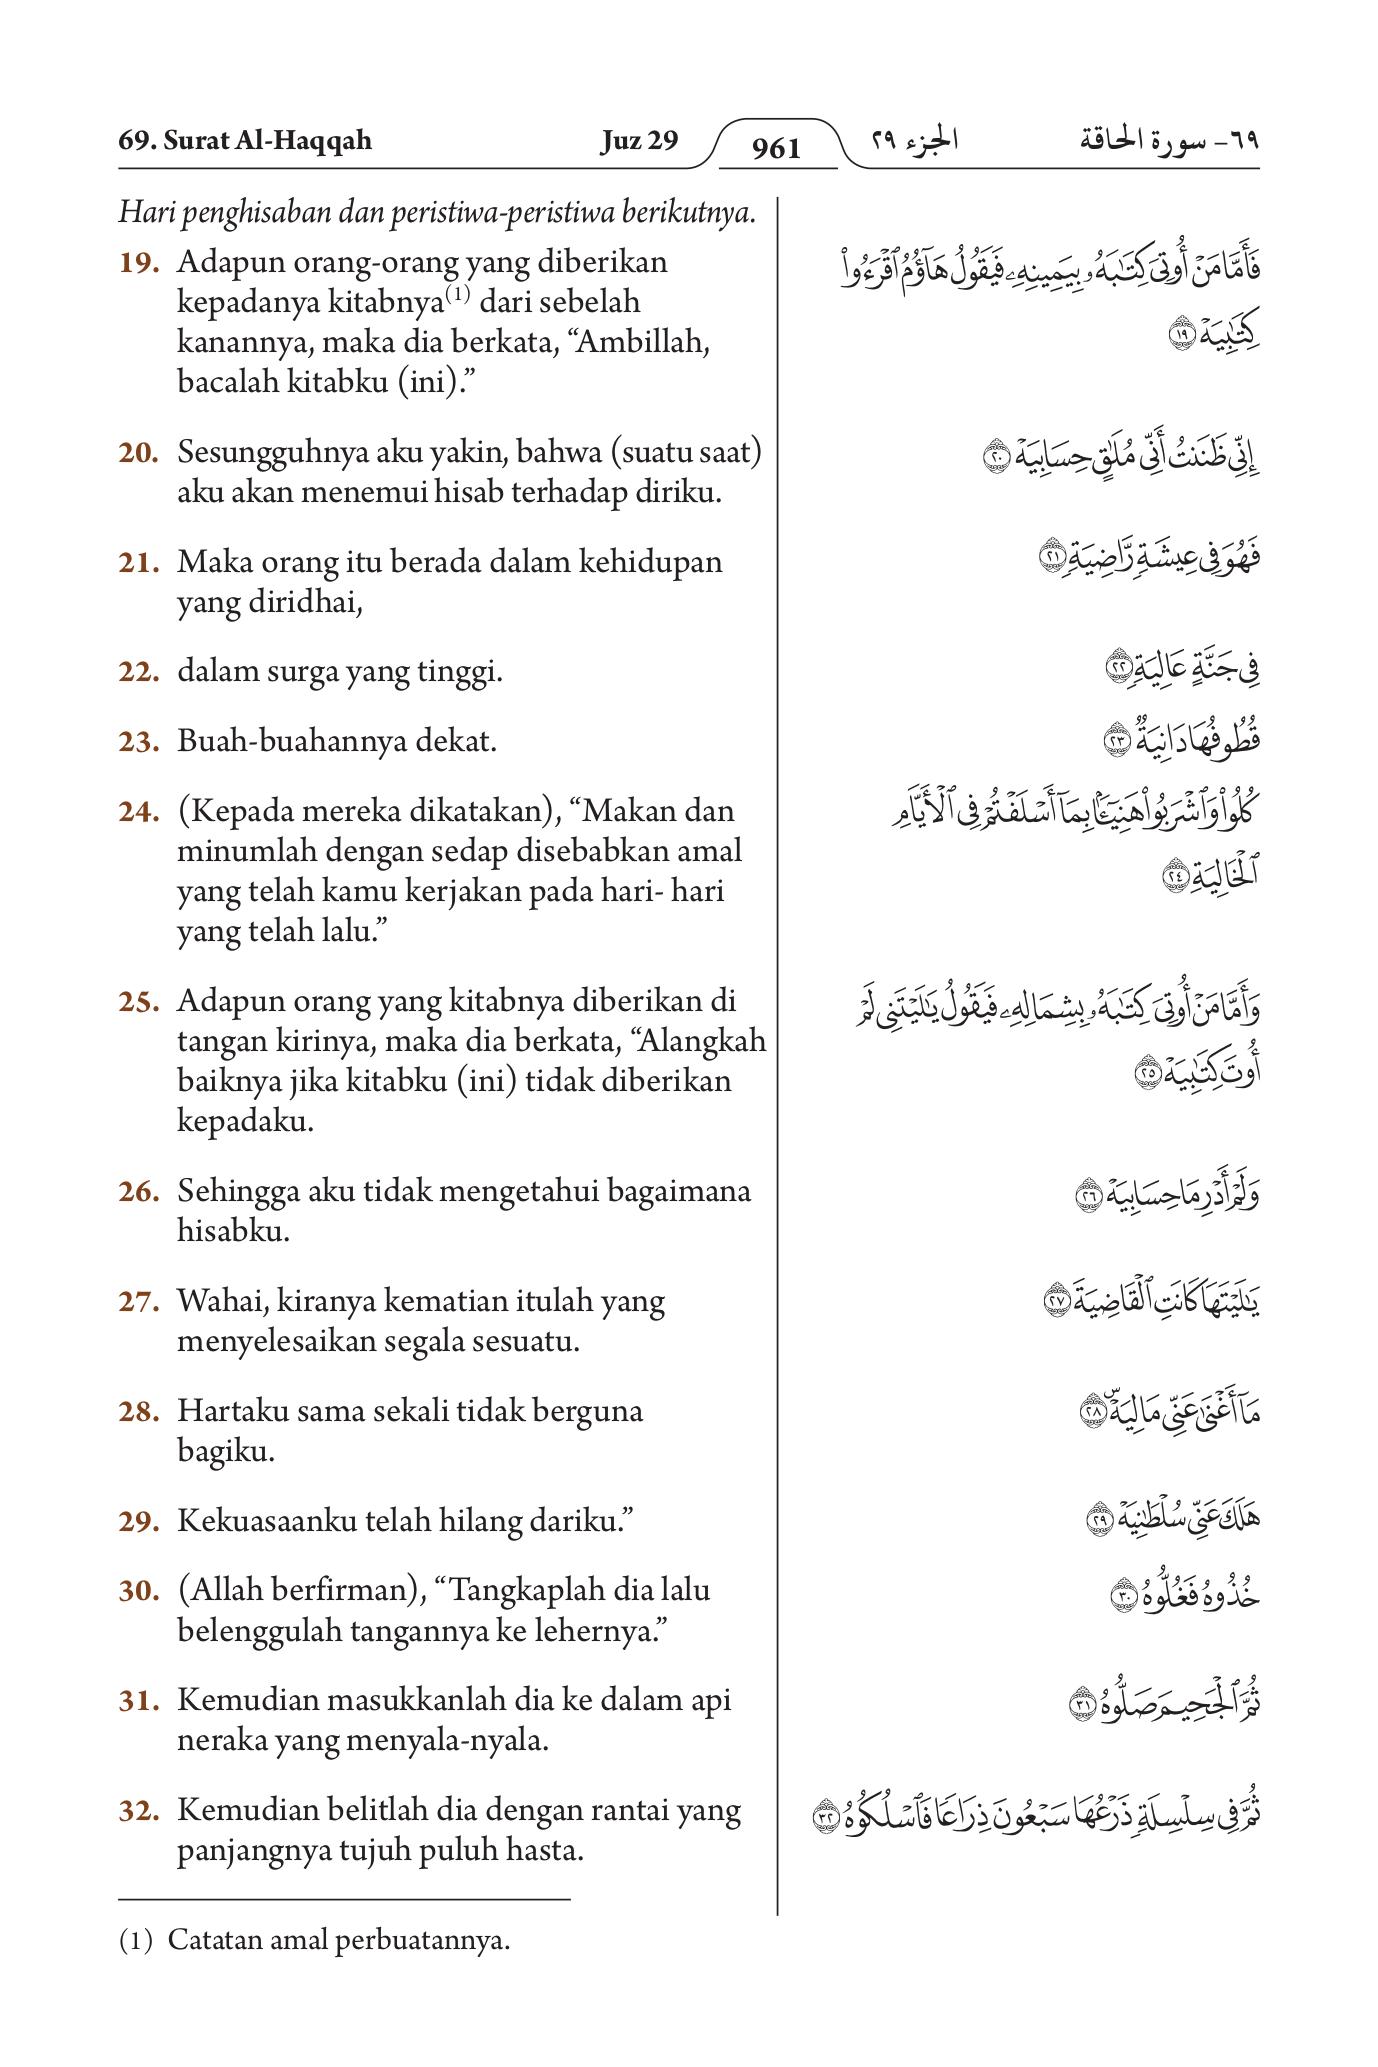 69. Surat Al-Haqqah Juz 29 961 الجزء ٢٩ ٦٩- سورة الحاقة
Hari penghisaban dan peristiwa-peristiwa berikutnya.
19. Adapun orang-orang yang diberikan
kepadanya kitabnya(1) dari sebelah
kanannya, maka dia berkata, “Ambillah,
bacalah kitabku (ini).”
20. Sesungguhnya aku yakin, bahwa (suatu saat)
aku akan menemui hisab terhadap diriku.
21. Maka orang itu berada dalam kehidupan
yang diridhai,
22. dalam surga yang tinggi.
23. Buah-buahannya dekat.
24. (Kepada mereka dikatakan), “Makan dan
minumlah dengan sedap disebabkan amal
yang telah kamu kerjakan pada hari- hari
yang telah lalu.”
25. Adapun orang yang kitabnya diberikan di
tangan kirinya, maka dia berkata, “Alangkah
baiknya jika kitabku (ini) tidak diberikan
kepadaku.
26. Sehingga aku tidak mengetahui bagaimana
hisabku.
27. Wahai, kiranya kematian itulah yang
menyelesaikan segala sesuatu.
28. Hartaku sama sekali tidak berguna
bagiku.
29. Kekuasaanku telah hilang dariku.”
30. (Allah berfirman), “Tangkaplah dia lalu
belenggulah tangannya ke lehernya.”
31. Kemudian masukkanlah dia ke dalam api
neraka yang menyala-nyala.
32. Kemudian belitlah dia dengan rantai yang
panjangnya tujuh puluh hasta.
(1) Catatan amal perbuatannya.
فَأَمَّا مَنْ أُوتِىَ كِتَٰبَهُۥ بِيَمِينِهِۦ فَيَقُولُ هَآؤُمُ ٱقْرَءُوا۟
كِتَٰبِيَهْ ١٩
إِنِّى ظَنَنتُ أَنِّى مُلَٰقٍ حِسَابِيَهْ ٢٠
فَهُوَ فِى عِيشَةٍ رَّاضِيَةٍ ٢١
فِى جَنَّةٍ عَالِيَةٍ ٢٢
قُطُوفُهَا دَانِيَةٌ ٢٣
كُلُوا۟ وَٱشْرَبُوا۟ هَنِيٓـًٔۢا بِمَآ أَسْلَفْتُمْ فِى ٱلْأَيَّامِ
ٱلْخَالِيَةِ ٢٤
وَأَمَّا مَنْ أُوتِىَ كِتَٰبَهُۥ بِشِمَالِهِۦ فَيَقُولُ يَٰلَيْتَنِى لَمْ
أُوتَ كِتَٰبِيَهْ ٢٥
وَلَمْ أَدْرِ مَا حِسَابِيَهْ ٢٦
يَٰلَيْتَهَا كَانَتِ ٱلْقَاضِيَةَ ٢٧
مَآ أَغْنَىٰ عَنِّى مَالِيَهْۜ ٢٨
هَلَكَ عَنِّى سُلْطَٰنِيَهْ ٢٩
خُذُوهُ فَغُلُّوهُ ٣٠
ثُمَّ ٱلْجَحِيمَ صَلُّوهُ ٣١
ثُمَّ فِى سِلْسِلَةٍ ذَرْعُهَا سَبْعُونَ ذِرَاعًا فَٱسْلُكُوهُ ٣٢